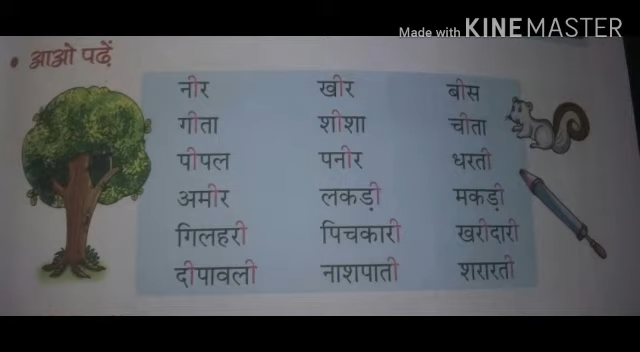 Made with KINEMASTER
• आओ पढ़ें
नीर खीर बीस
गीता शीशा चीता
पीपल पनीर धरती
अमीर लकड़ी मकड़ी
गिलहरी पिचकारी खरीदारी
दीपावली नाशपाती शरारती